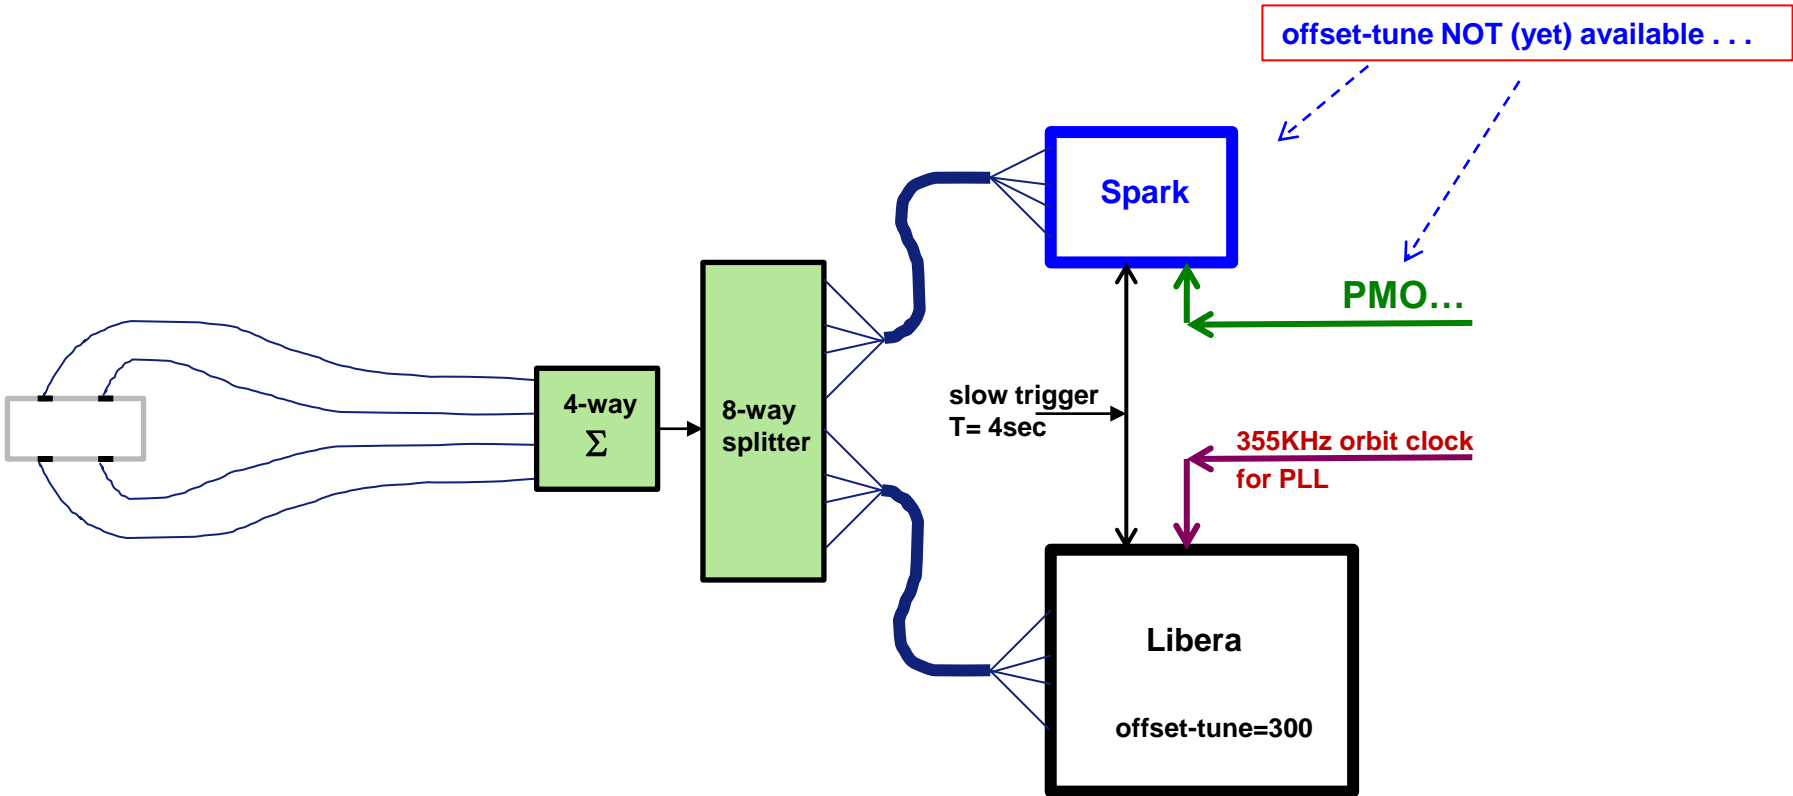 offset-tune NOT (yet) available . . .
Spark
PMO...
4-way
Σ
8-way
splitter
slow trigger
T= 4sec
355KHz orbit clock
for PLL
Libera
offset-tune=300